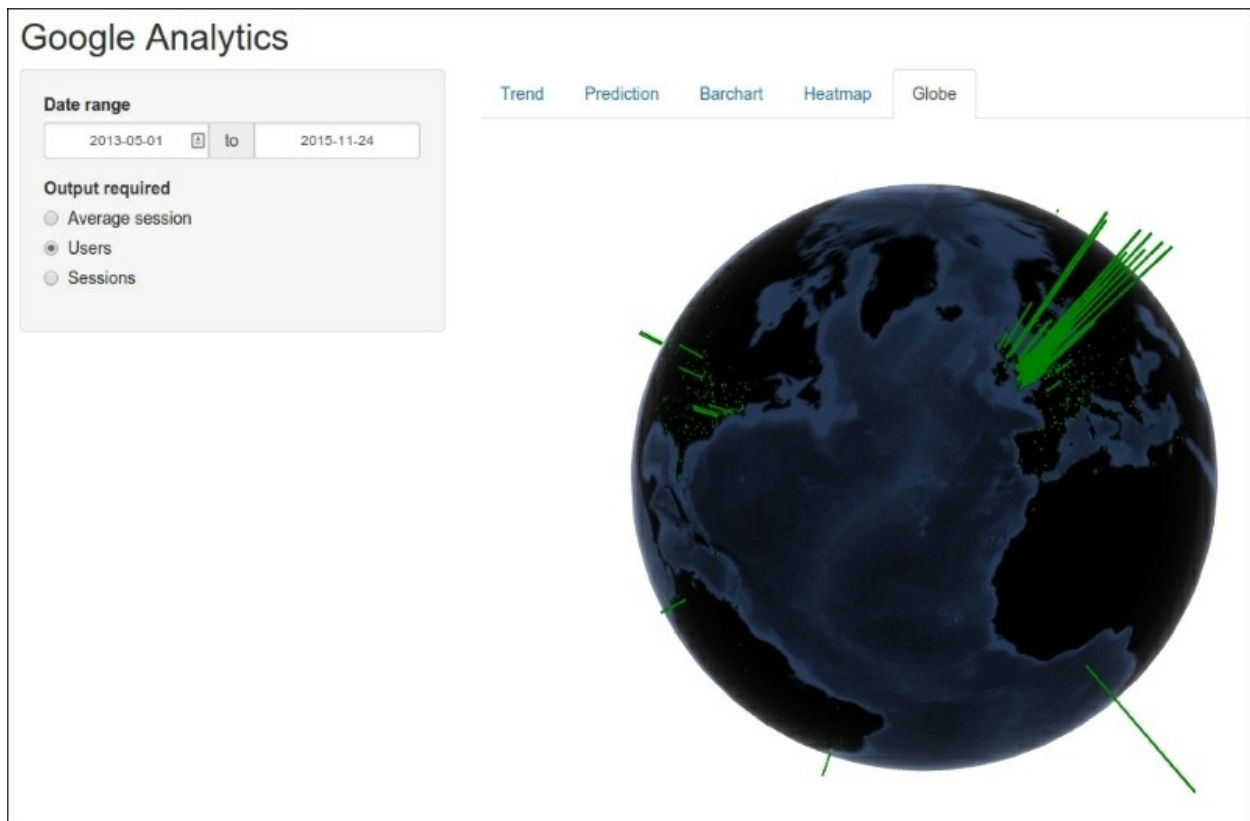 Google Analytics
Date range
2013-05-01 to 2015-11-24
Output required
Average session
Users
Sessions
Trend Prediction Barchart Heatmap Globe